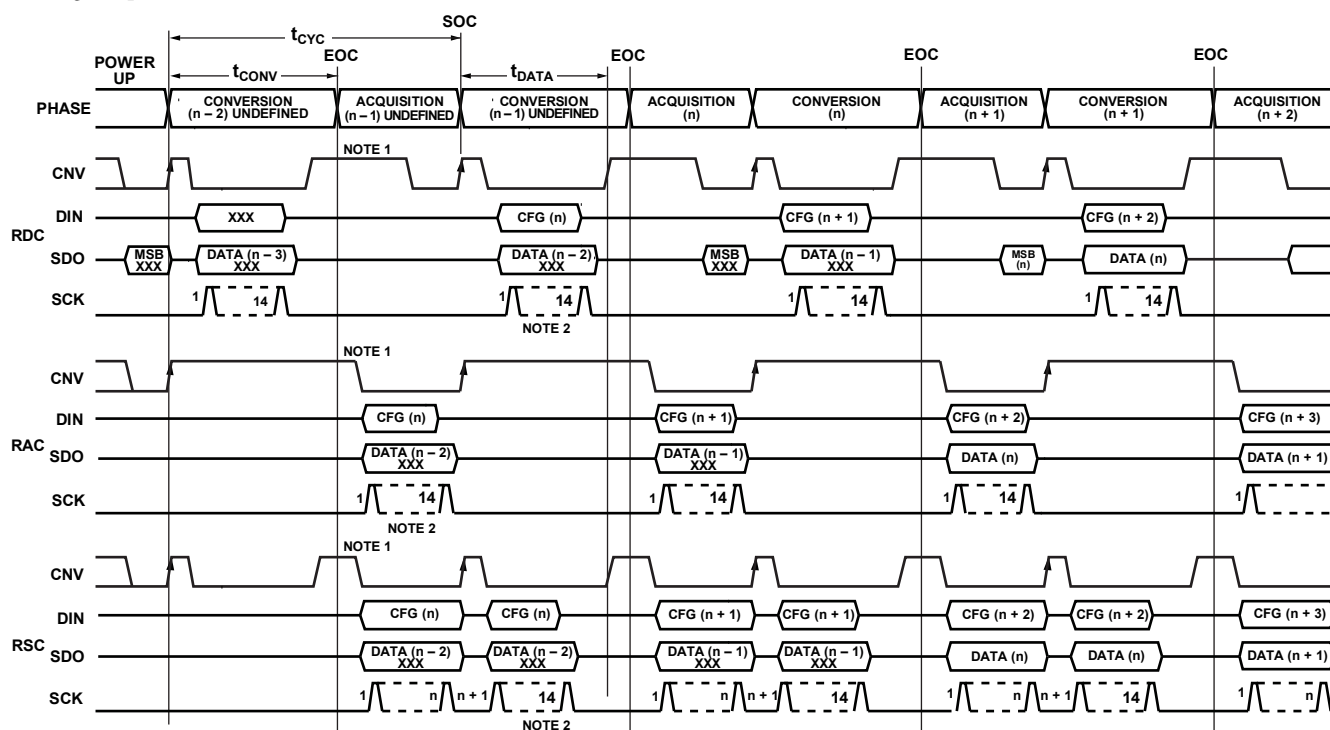 SOC
tCYC
POWER UP EOC EOC EOC EOC
tCONV tDATA
PHASE CONVERSION (n – 2) UNDEFINED ACQUISITION (n – 1) UNDEFINED CONVERSION (n – 1) UNDEFINED ACQUISITION (n) CONVERSION (n) ACQUISITION (n + 1) CONVERSION (n + 1) ACQUISITION (n + 2)
NOTE 1
CNV
DIN XXX CFG (n) CFG (n + 1) CFG (n + 2)
RDC
SDO MSB XXX DATA (n – 3) XXX DATA (n – 2) XXX MSB XXX DATA (n – 1) XXX MSB (n) DATA (n)
SCK 1 14 1 14 1 14 1 14
NOTE 2
NOTE 1
CNV
DIN CFG (n) CFG (n + 1) CFG (n + 2) CFG (n + 3)
RAC
SDO DATA (n – 2) XXX DATA (n – 1) XXX DATA (n) DATA (n + 1)
SCK 1 14 1 14 1 14 1
NOTE 2
NOTE 1
CNV
DIN CFG (n) CFG (n) CFG (n + 1) CFG (n + 1) CFG (n + 2) CFG (n + 2) CFG (n + 3)
RSC
SDO DATA (n – 2) XXX DATA (n – 2) XXX DATA (n – 1) XXX DATA (n – 1) XXX DATA (n) DATA (n) DATA (n + 1)
SCK 1 n n + 1 14 1 n n + 1 14 1 n n + 1 14 1 n
NOTE 2